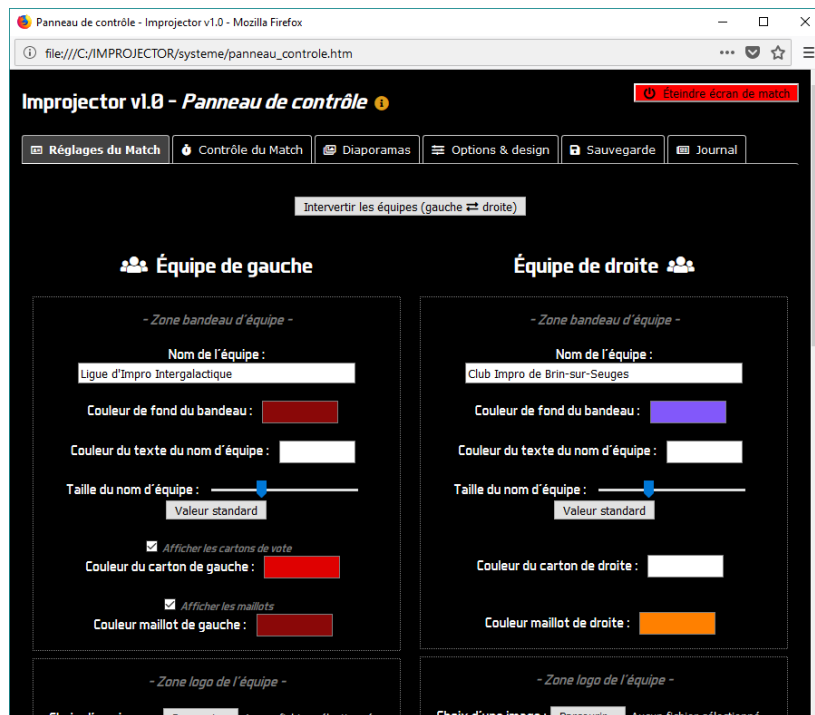 Panneau de contrôle - Improjector v1.0 - Mozilla Firefox
file:///C:/IMPROJECTOR/systeme/panneau_controle.htm
Improjector v1.0 - Panneau de contrôle
Éteindre écran de match
Réglages du Match
Contrôle du Match
Diaporamas
Options & design
Sauvegarde
Journal
Intervertir les équipes (gauche ⇄ droite)
Équipe de gauche
- Zone bandeau d'équipe -
Nom de l'équipe :
Ligue d'Impro Intergalactique
Couleur de fond du bandeau :
Couleur du texte du nom d'équipe :
Taille du nom d'équipe :
Valeur standard
Afficher les cartons de vote
Couleur du carton de gauche :
Afficher les maillots
Couleur maillot de gauche :
- Zone logo de l'équipe -
Équipe de droite
- Zone bandeau d'équipe -
Nom de l'équipe :
Club Impro de Brin-sur-Seuges
Couleur de fond du bandeau :
Couleur du texte du nom d'équipe :
Taille du nom d'équipe :
Valeur standard
Couleur du carton de droite :
Couleur maillot de droite :
- Zone logo de l'équipe -
Choix d'une image : Parcourir... Aucun fichier sélectionné.